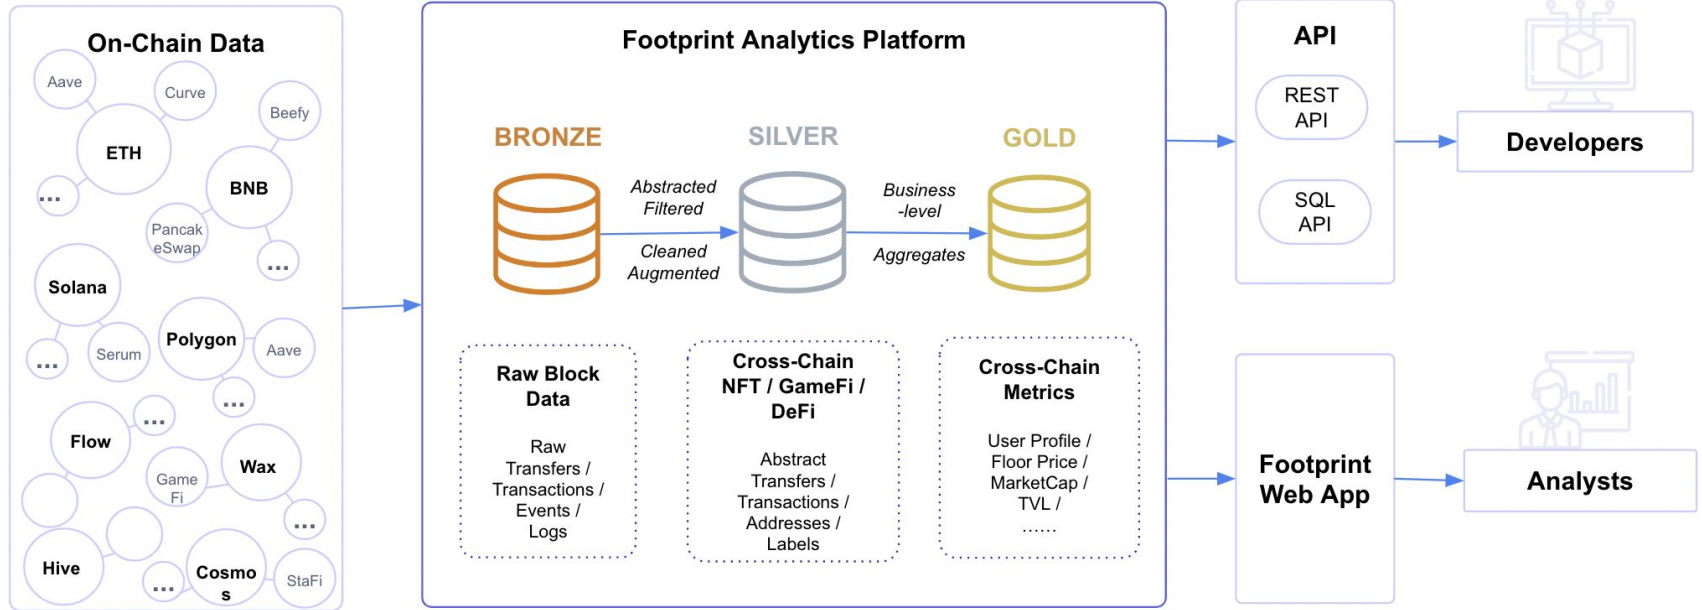 On-Chain Data
Aave
Curve
ETH
Beefy
...
BNB
Pancak
eSwap
...
Solana
...
Serum
Polygon
Aave
...
Flow
...
Game
Fi
Wax
...
Hive
...
Cosmo
s
StaFi
Footprint Analytics Platform
BRONZE
SILVER
GOLD
Abstracted
Filtered
Cleaned
Augmented
Business
-level
Aggregates
Raw Block
Data
Raw
Transfers /
Transactions /
Events /
Logs
Cross-Chain
NFT / GameFi /
DeFi
Abstract
Transfers /
Transactions /
Addresses /
Labels
Cross-Chain
Metrics
User Profile /
Floor Price /
MarketCap /
TVL /
......
API
REST
API
SQL
API
Developers
Footprint
Web App
Analysts